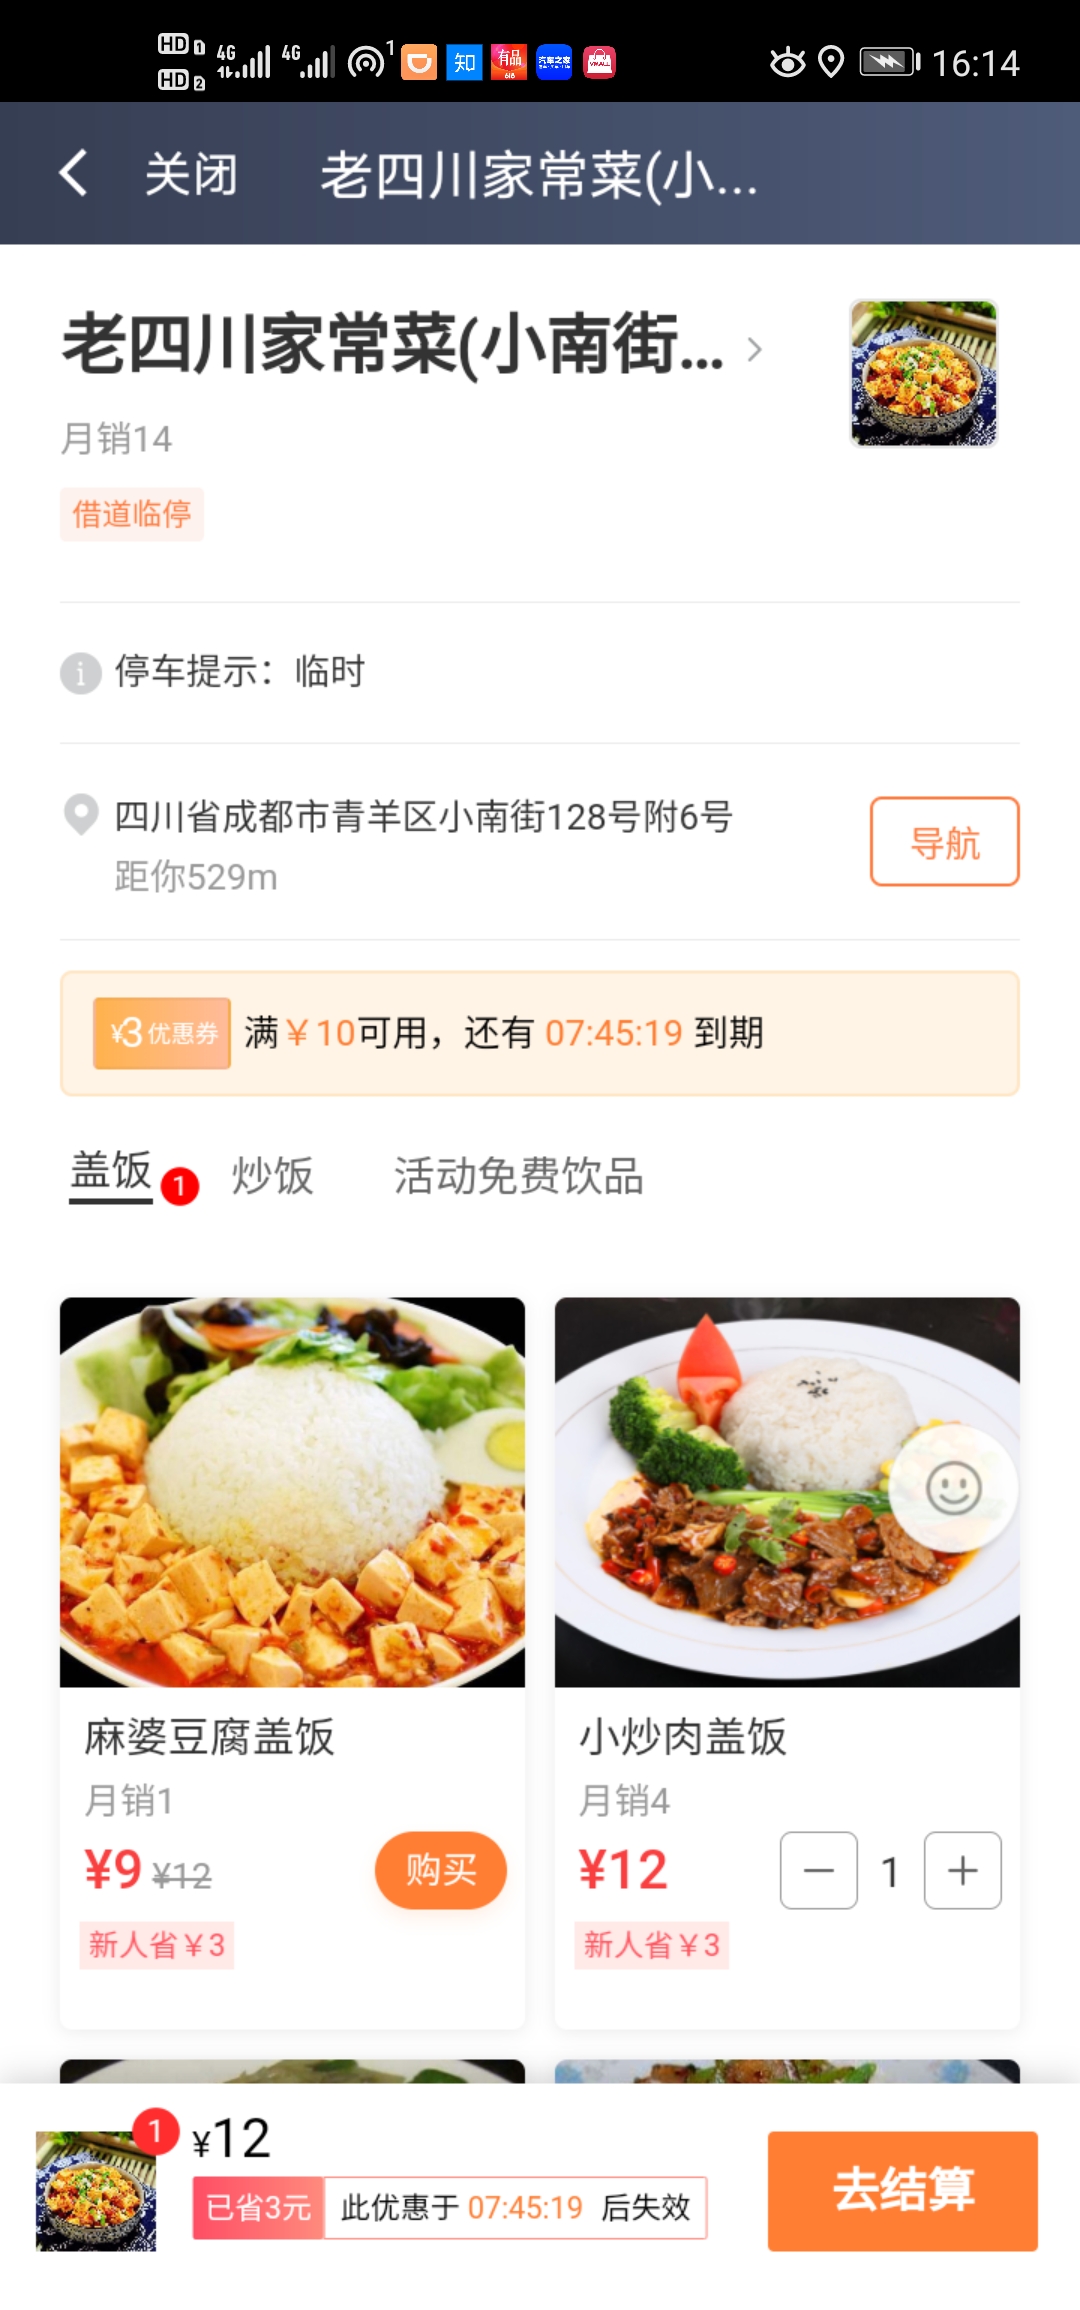 HD 1 4G 4G 1 知 有品 汽车之家 VMALL 16:14
HD 2 618
关闭 老四川家常菜(小...
老四川家常菜(小南街...
月销14
借道临停
停车提示：临时
四川省成都市青羊区小南街128号附6号
距你529m
导航
¥3优惠券 满￥10可用，还有 07:45:19 到期
盖饭 1 炒饭 活动免费饮品
麻婆豆腐盖饭
月销1
¥9 ¥12 购买
新人省￥3
小炒肉盖饭
月销4
¥12 1
新人省￥3
1 ¥12
已省3元 此优惠于 07:45:19 后失效
去结算